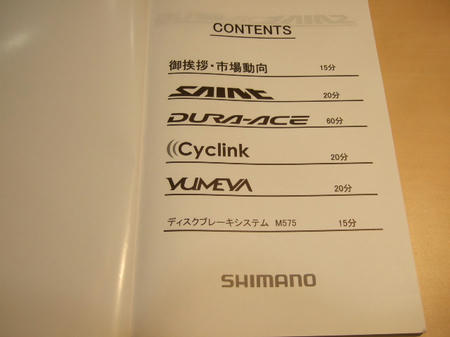 CONTENTS
御挨拶・市場動向 15分
SAINT 20分
DURA-ACE 60分
Cyclink 20分
YUMEVA 20分
ディスクブレーキシステム M575 15分
SHIMANO